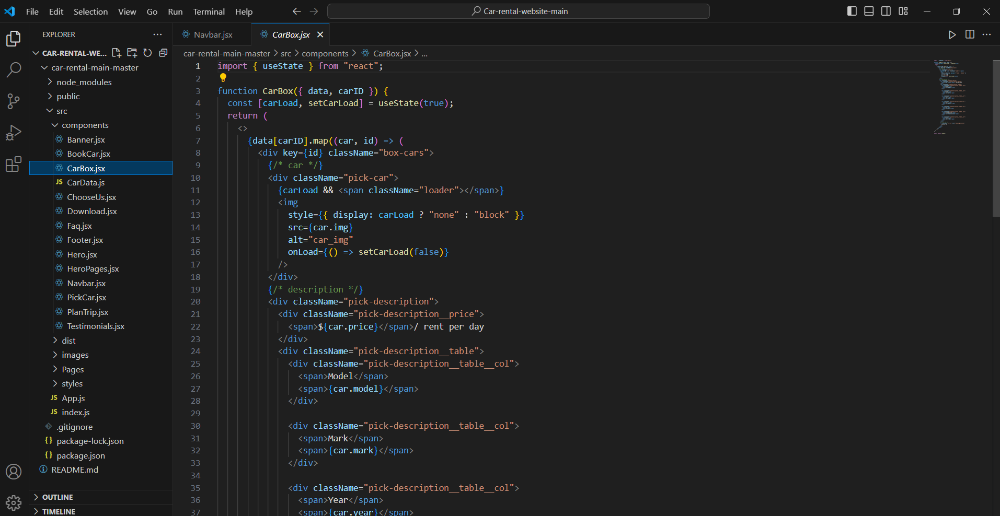 File Edit Selection View Go Run Terminal Help
Car-rental-website-main
EXPLORER
CAR-RENTAL-WE...
car-rental-main-master
node_modules
public
src
components
Banner.jsx
BookCar.jsx
CarBox.jsx
JS CarData.js
ChooseUs.jsx
Download.jsx
Faq.jsx
Footer.jsx
Hero.jsx
HeroPages.jsx
Navbar.jsx
PickCar.jsx
PlanTrip.jsx
Testimonials.jsx
dist
images
Pages
styles
JS App.js
JS index.js
.gitignore
{} package-lock.json
{} package.json
README.md
OUTLINE
TIMELINE
Navbar.jsx CarBox.jsx
car-rental-main-master > src > components > CarBox.jsx > ...
1 import { useState } from "react";
2
3 function CarBox({ data, carID }) {
4 const [carLoad, setCarLoad] = useState(true);
5 return (
6 <>
7 {data[carID].map((car, id) => (
8 <div key={id} className="box-cars">
9 {/* car */}
10 <div className="pick-car">
11 {carLoad && <span className="loader"></span>}
12 <img
13 style={{ display: carLoad ? "none" : "block" }}
14 src={car.img}
15 alt="car_img"
16 onLoad={() => setCarLoad(false)}
17 />
18 </div>
19 {/* description */}
20 <div className="pick-description">
21 <div className="pick-description__price">
22 <span>${car.price}</span>/ rent per day
23 </div>
24 <div className="pick-description__table">
25 <div className="pick-description__table__col">
26 <span>Model</span>
27 <span>{car.model}</span>
28 </div>
29
30 <div className="pick-description__table__col">
31 <span>Mark</span>
32 <span>{car.mark}</span>
33 </div>
34
35 <div className="pick-description__table__col">
36 <span>Year</span>
37 <span>{car.year}</span>